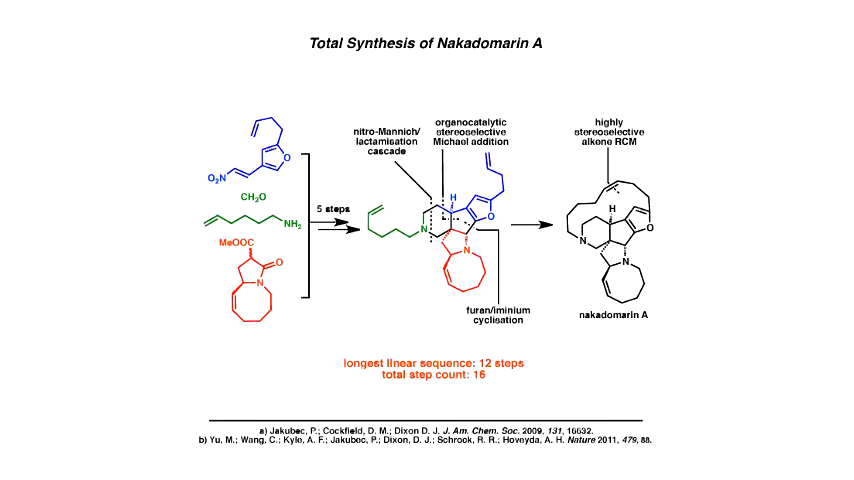 Total Synthesis of Nakadomarin A
nitro-Mannich/
lactamisation
cascade
organocatalytic
stereoselective
Michael addition
highly
stereoselective
alkene RCM
O
O2N
CH2O
NH2
MeOOC
O
N
5 steps
H
O
N
N
furan/iminium
cyclisation
H
O
N
N
nakadomarin A
longest linear sequence: 12 steps
total step count: 16
a) Jakubec, P.; Cockfield, D. M.; Dixon D. J. J. Am. Chem. Soc. 2009, 131, 16632.
b) Yu, M.; Wang, C.; Kyle, A. F.; Jakubec, P.; Dixon, D. J.; Schrock, R. R.; Hoveyda, A. H. Nature 2011, 479, 88.